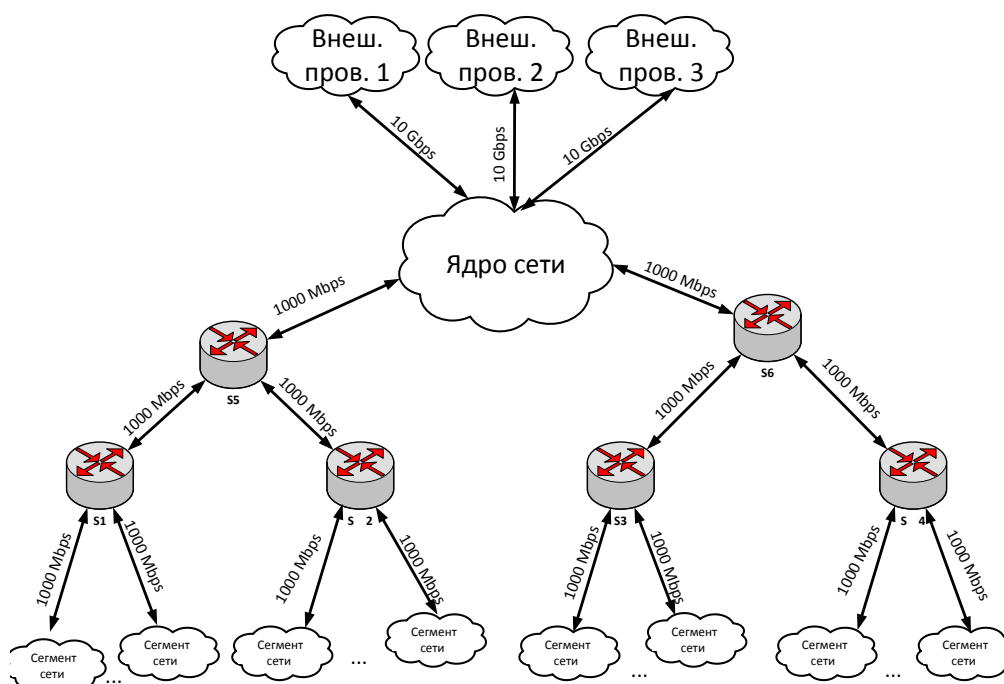 Внеш.
пров. 1
Внеш.
пров. 2
Внеш.
пров. 3
10 Gbps
10 Gbps
10 Gbps
Ядро сети
1000 Mbps
1000 Mbps
S5
S6
1000 Mbps
1000 Mbps
1000 Mbps
1000 Mbps
S1
S 2
S3
S 4
1000 Mbps
1000 Mbps
1000 Mbps
1000 Mbps
1000 Mbps
1000 Mbps
1000 Mbps
1000 Mbps
Сегмент
сети
...
Сегмент
сети
Сегмент
сети
...
Сегмент
сети
Сегмент
сети
...
Сегмент
сети
Сегмент
сети
...
Сегмент
сети